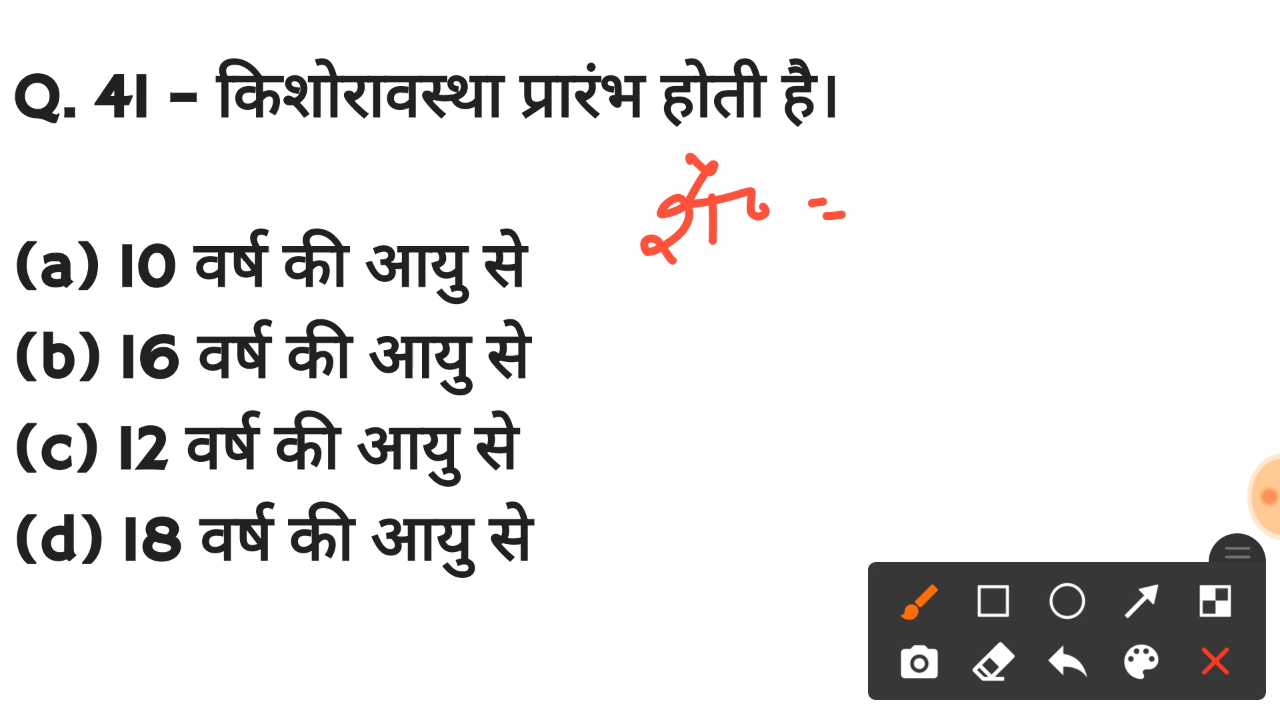 Q. 41 - किशोरावस्था प्रारंभ होती है।
(a) 10 वर्ष की आयु से
(b) 16 वर्ष की आयु से
(c) 12 वर्ष की आयु से
(d) 18 वर्ष की आयु से